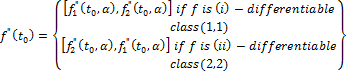 f″(t₀) = { [f₁″(t₀,α), f₂″(t₀,α)] if f is (i) − differentiable
class(1,1)
[f₂″(t₀,α), f₁″(t₀,α)] if f is (ii) − differentiable
class(2,2) }